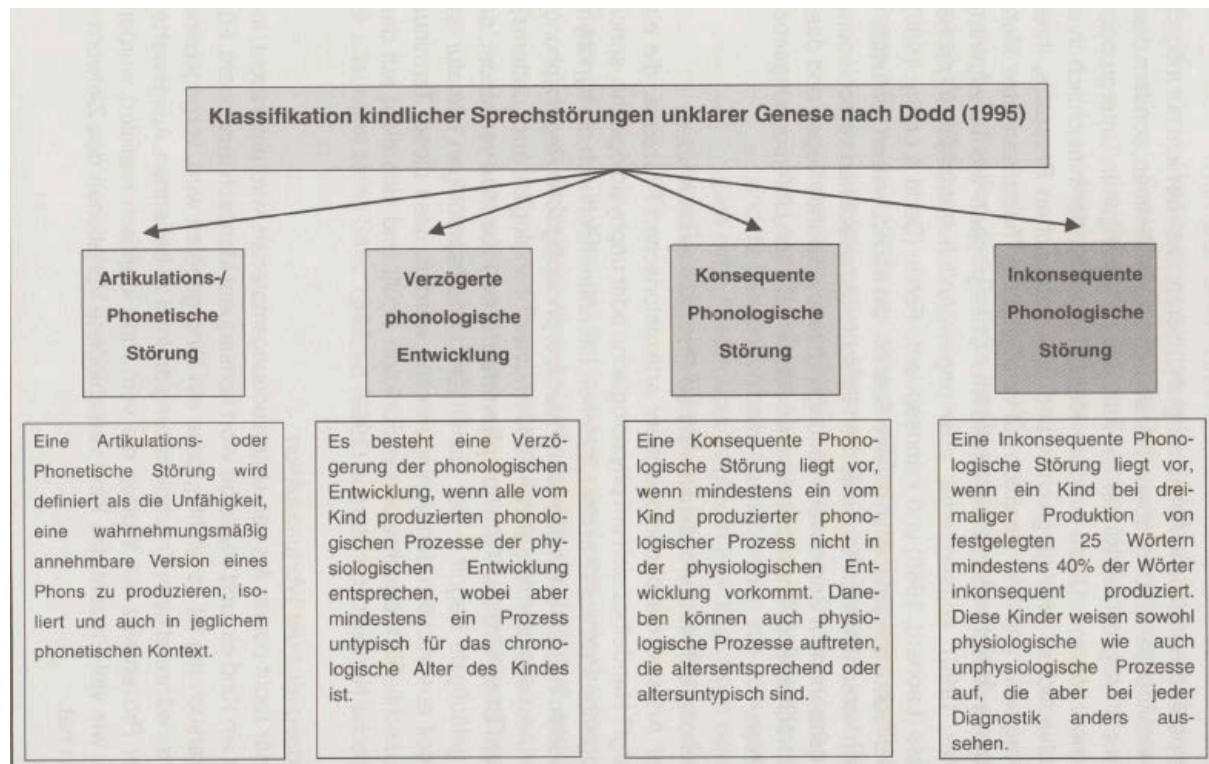 Klassifikation kindlicher Sprechstörungen unklarer Genese nach Dodd (1995)
Artikulations-/
Phonetische
Störung
Verzögerte
phonologische
Entwicklung
Konsequente
Phonologische
Störung
Inkonsequente
Phonologische
Störung
Eine Artikulations- oder
Phonetische Störung wird
definiert als die Unfähigkeit,
eine wahrnehmungsmäßig
annehmbare Version eines
Phons zu produzieren, iso-
liert und auch in jeglichem
phonetischen Kontext.
Es besteht eine Verzö-
gerung der phonologischen
Entwicklung, wenn alle vom
Kind produzierten phonolo-
gischen Prozesse der phy-
siologischen Entwicklung
entsprechen, wobei aber
mindestens ein Prozess
untypisch für das chrono-
logische Alter des Kindes
ist.
Eine Konsequente Phono-
logische Störung liegt vor,
wenn mindestens ein vom
Kind produzierter phono-
logischer Prozess nicht in
der physiologischen Ent-
wicklung vorkommt. Dane-
ben können auch physio-
logische Prozesse auftreten,
die altersentsprechend oder
altersuntypisch sind.
Eine Inkonsequente Phono-
logische Störung liegt vor,
wenn ein Kind bei drei-
maliger Produktion von
festgelegten 25 Wörtern
mindestens 40% der Wörter
inkonsequent produziert.
Diese Kinder weisen sowohl
physiologische wie auch
unphysiologische Prozesse
auf, die aber bei jeder
Diagnostik anders aus-
sehen.